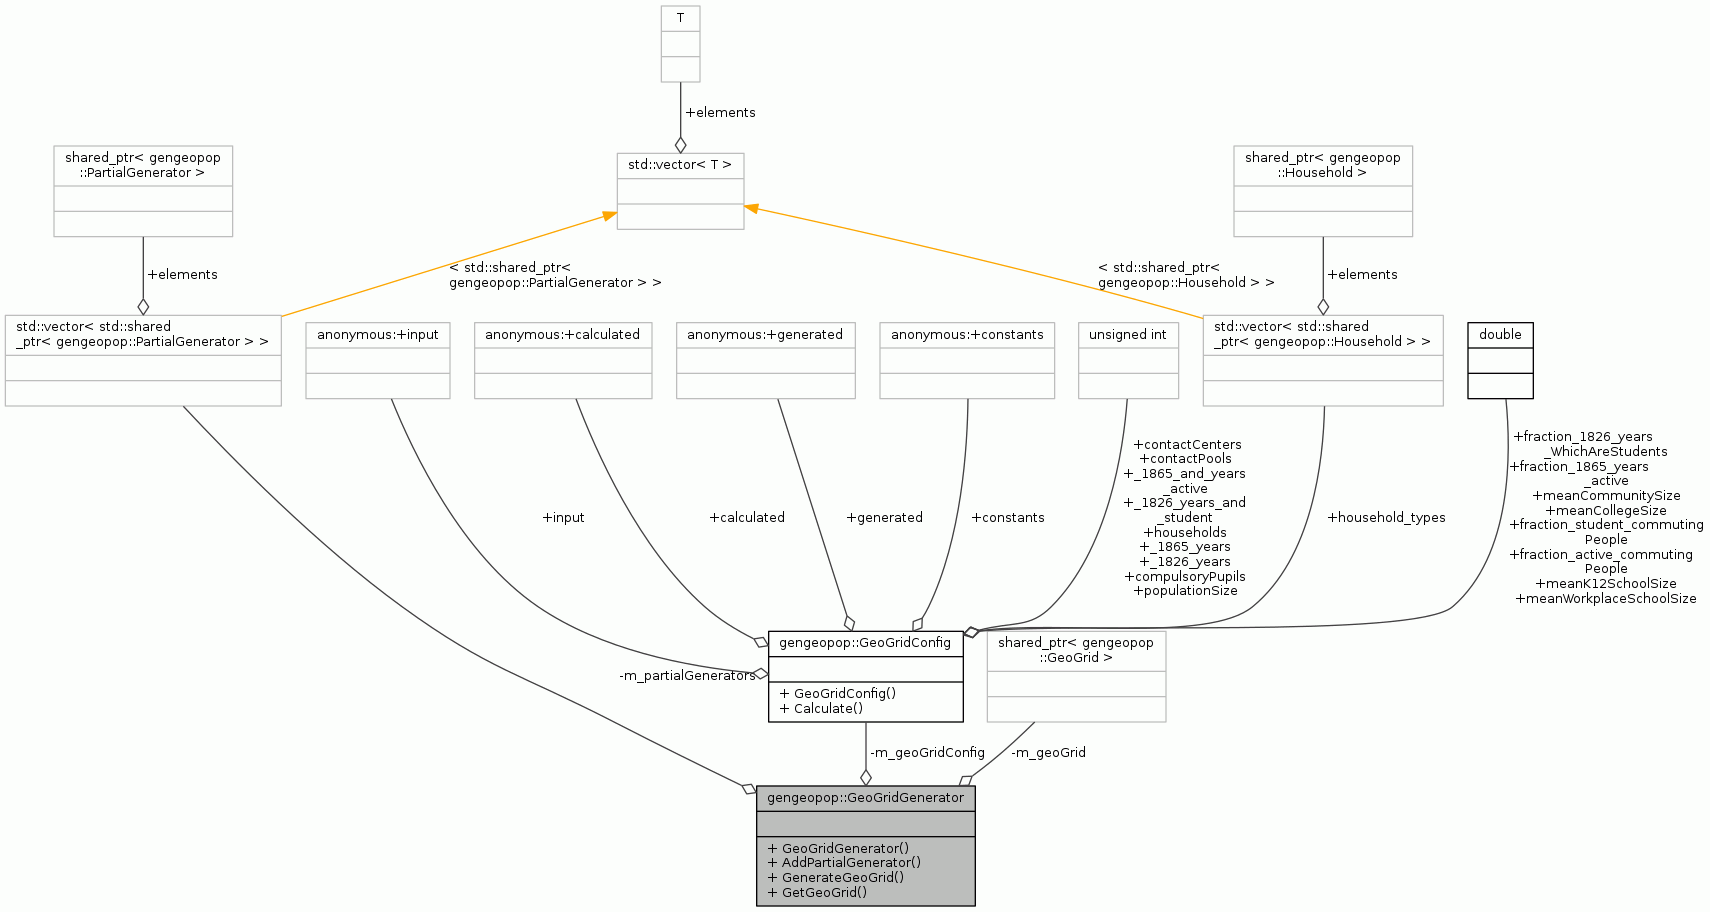 T
+elements
shared_ptr< gengeopop
::PartialGenerator >
std::vector< T >
shared_ptr< gengeopop
::Household >
+elements
< std::shared_ptr<
gengeopop::PartialGenerator > >
< std::shared_ptr<
gengeopop::Household > >
+elements
std::vector< std::shared
_ptr< gengeopop::PartialGenerator > >
anonymous:+input
anonymous:+calculated
anonymous:+generated
anonymous:+constants
unsigned int
std::vector< std::shared
_ptr< gengeopop::Household > >
double
+input
+calculated
+generated
+constants
+contactCenters
+contactPools
+_1865_and_years
_active
+_1826_years_and
_student
+households
+_1865_years
+_1826_years
+compulsoryPupils
+populationSize
+household_types
+fraction_1826_years
_WhichAreStudents
+fraction_1865_years
_active
+meanCommunitySize
+meanCollegeSize
+fraction_student_commuting
People
+fraction_active_commuting
People
+meanK12SchoolSize
+meanWorkplaceSchoolSize
-m_partialGenerators
gengeopop::GeoGridConfig
+ GeoGridConfig()
+ Calculate()
shared_ptr< gengeopop
::GeoGrid >
-m_geoGridConfig
-m_geoGrid
gengeopop::GeoGridGenerator
+ GeoGridGenerator()
+ AddPartialGenerator()
+ GenerateGeoGrid()
+ GetGeoGrid()